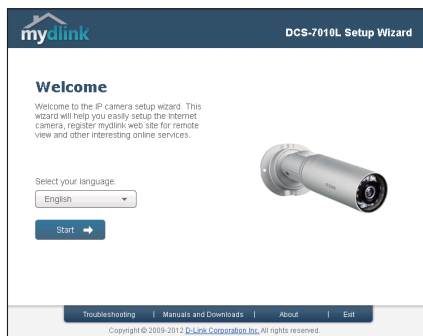 mydlink
DCS-7010L Setup Wizard
Welcome
Welcome to the IP camera setup wizard. This
wizard will help you easily setup the Internet
camera, register mydlink web site for remote
view and other interesting online services.
Select your language:
English
Start
Troubleshooting | Manuals and Downloads | About | Exit
Copyright © 2009-2012 D-Link Corporation Inc. All rights reserved.